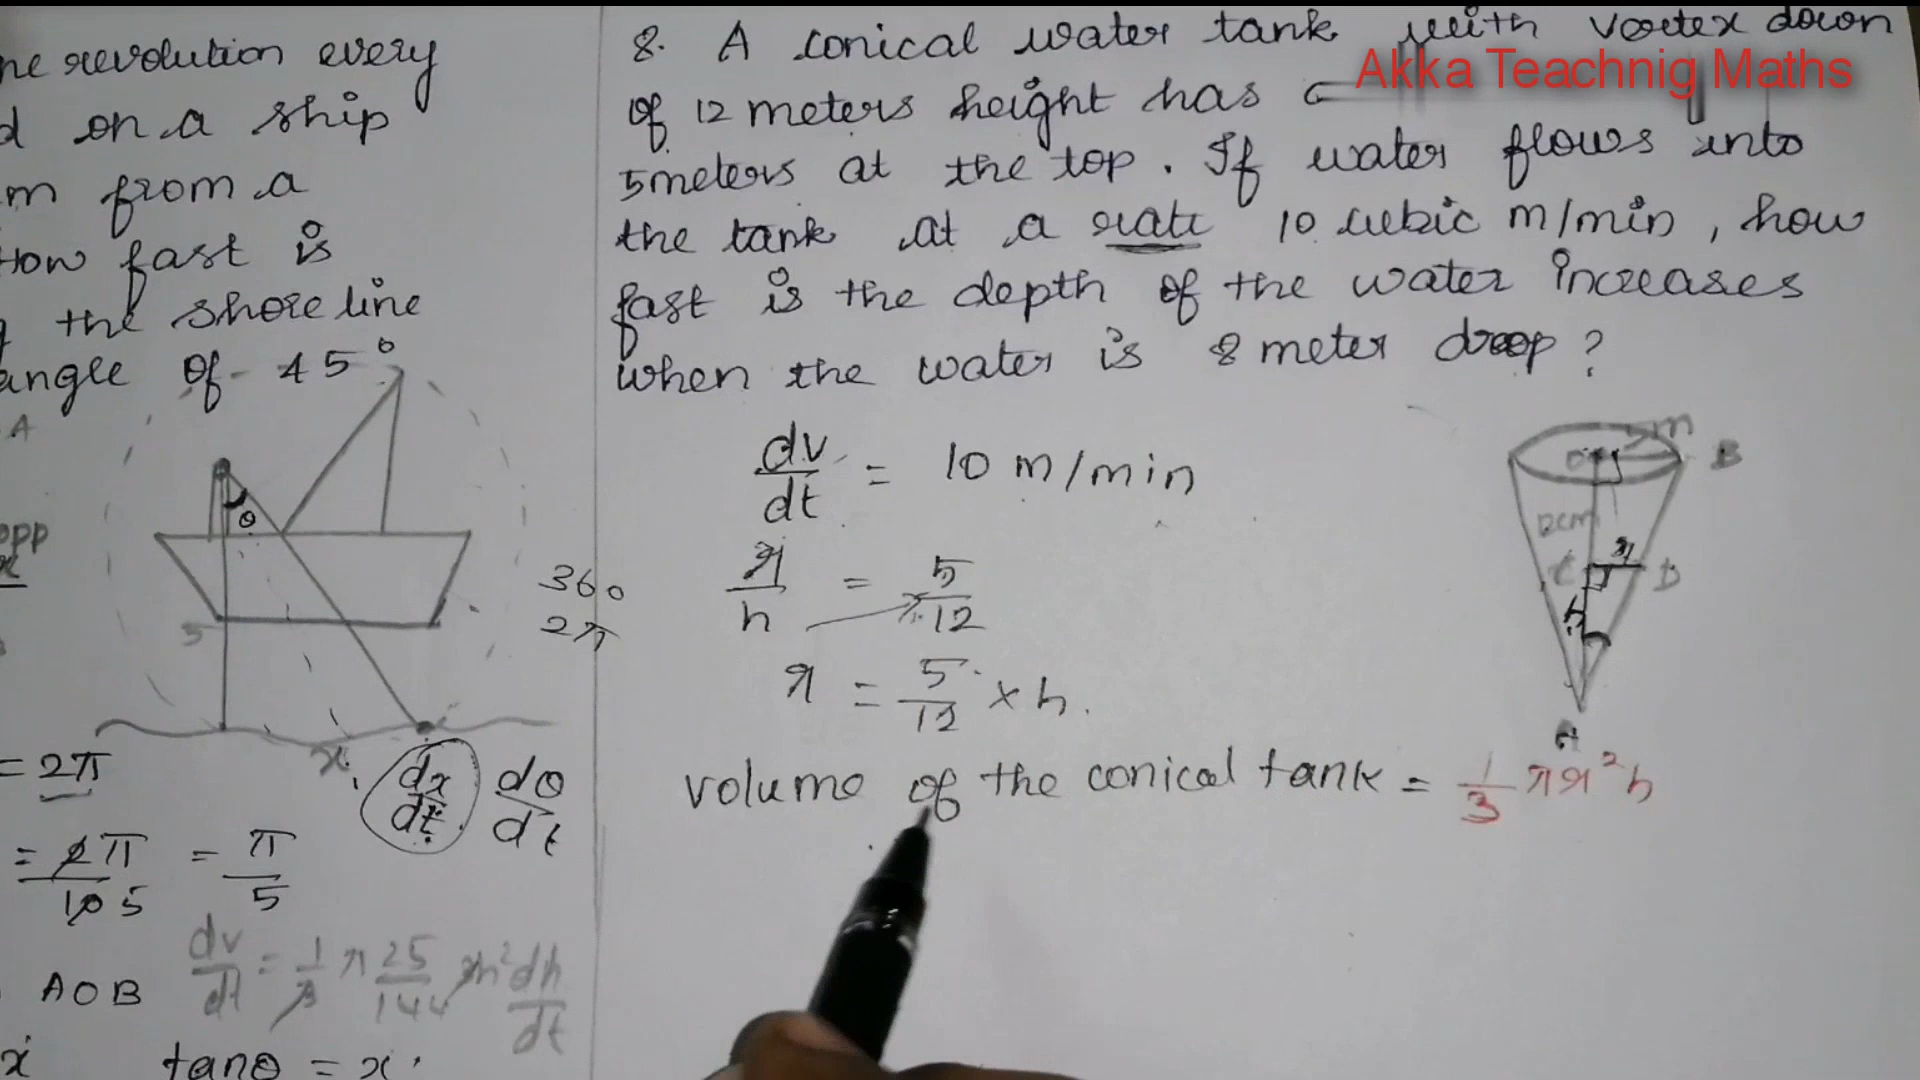 ne revolution every
d on a ship
m from a
How fast is
the shore line
angle of 45°
A
opp
x
θ
5
360
2π
x
= 2π
dx/dt
dθ/dt
= 2π/10 5 = π/5
dv/dt = 1/3 π 25/144 3h² dh/dt
AOB
x
tanθ = x
8. A conical water tank with vortex down
Akka Teachnig Maths
of 12 meters height has a
5 meters at the top. If water flows into
the tank at a rate 10 cubic m/min, how
fast is the depth of the water increases
when the water is 8 meter deep?
dv/dt = 10 m/min
r/h = 5/12
r = 5/12 × h.
volume of the conical tank = 1/3 πr²h
5m
B
12cm
r
C
D
h
A